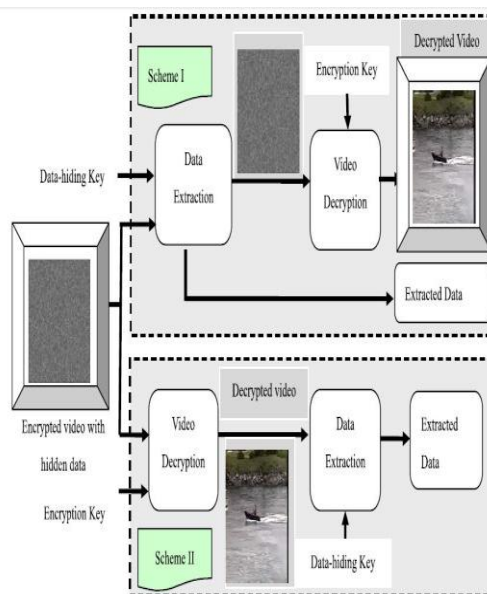 Decrypted Video
Scheme I
Encryption Key
Data
Extraction
Video
Decryption
Data-hiding Key
Extracted Data
Encrypted video with
hidden data
Encryption Key
Decrypted video
Video
Decryption
Data
Extraction
Extracted
Data
Scheme II
Data-hiding Key